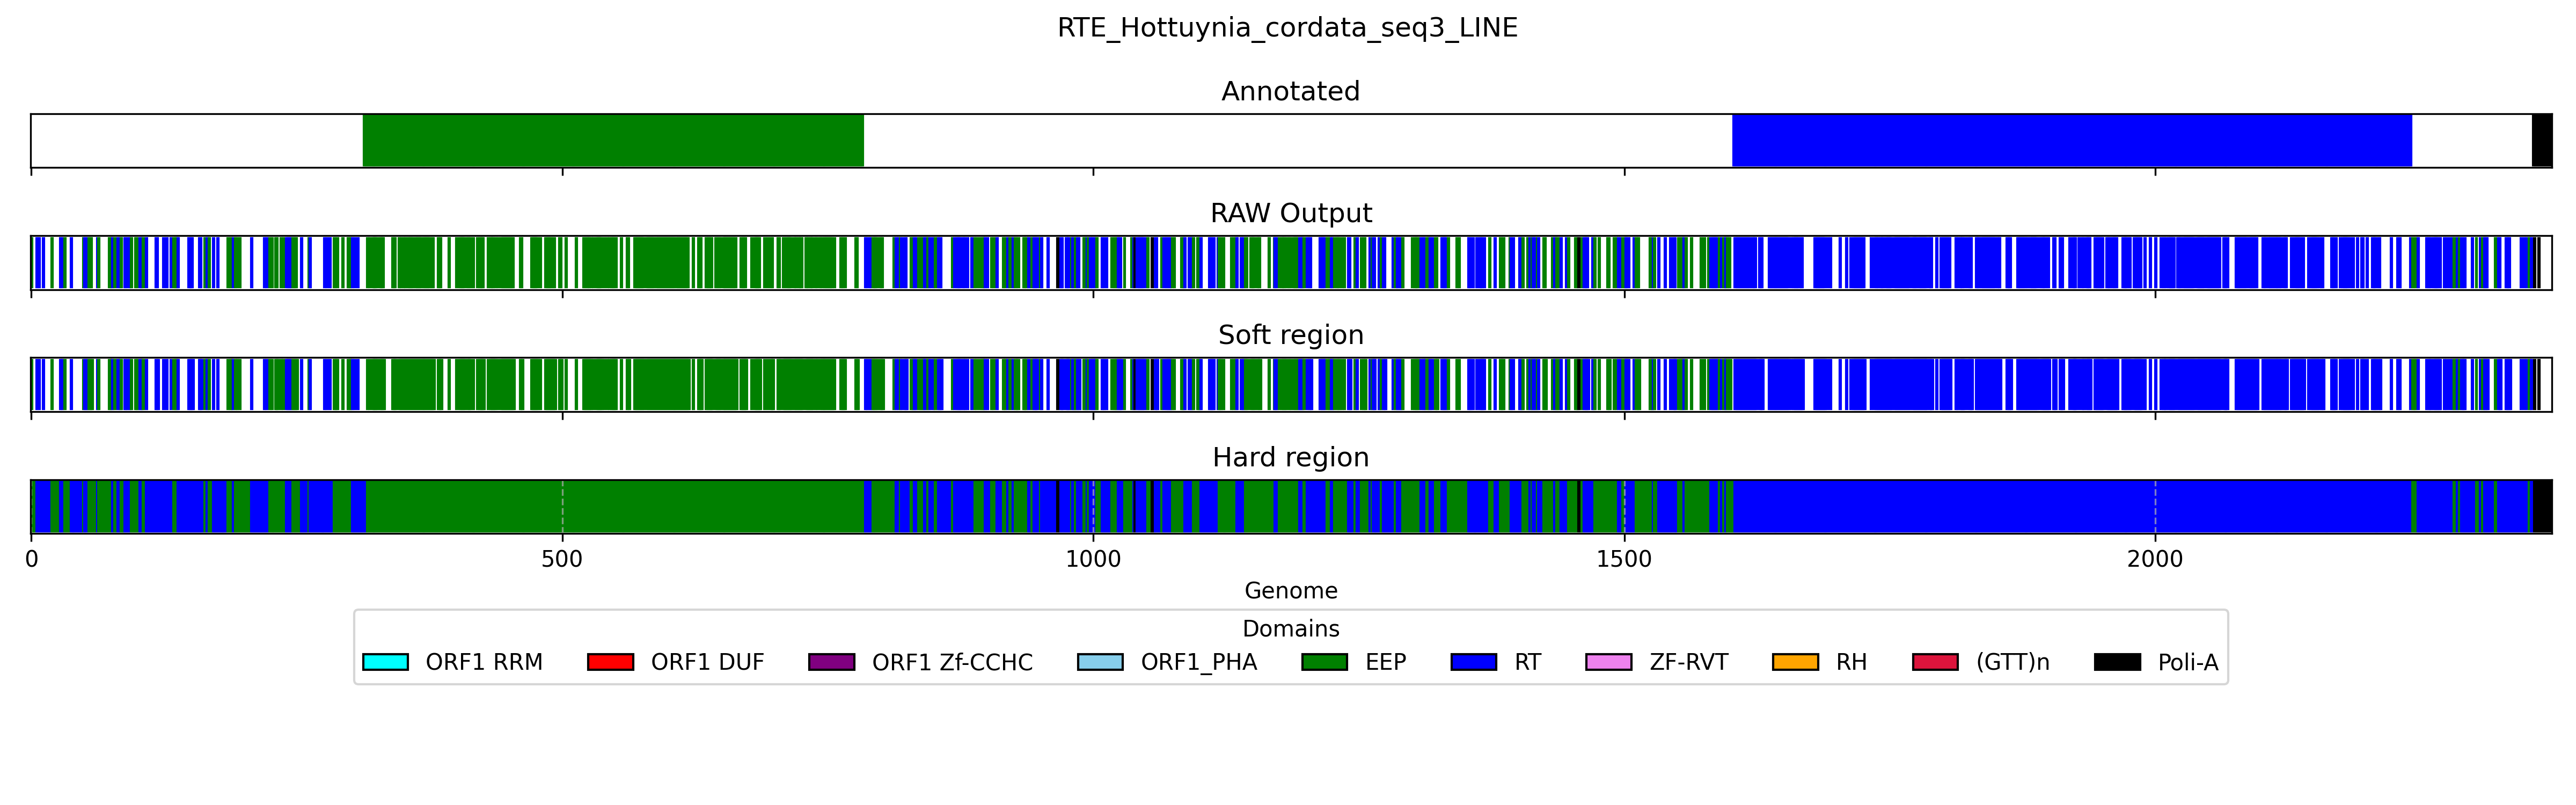 RTE_Hottuynia_cordata_seq3_LINE
Annotated
RAW Output
Soft region
Hard region
0 500 1000 1500 2000
Genome
Domains
ORF1 RRM ORF1 DUF ORF1 Zf-CCHC ORF1_PHA EEP RT ZF-RVT RH (GTT)n Poli-A